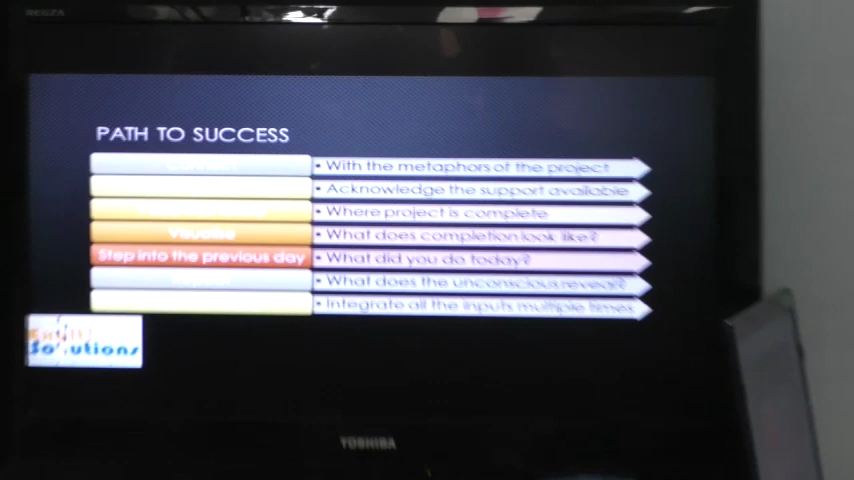 REGZA
PATH TO SUCCESS
Connect • With the metaphors of the project
• Acknowledge the support available
• Where project is complete
Visualise • What does completion look like?
Step into the previous day • What did you do today?
• What does the unconscious reveal?
• Integrate all the inputs multiple times
Solutions
TOSHIBA